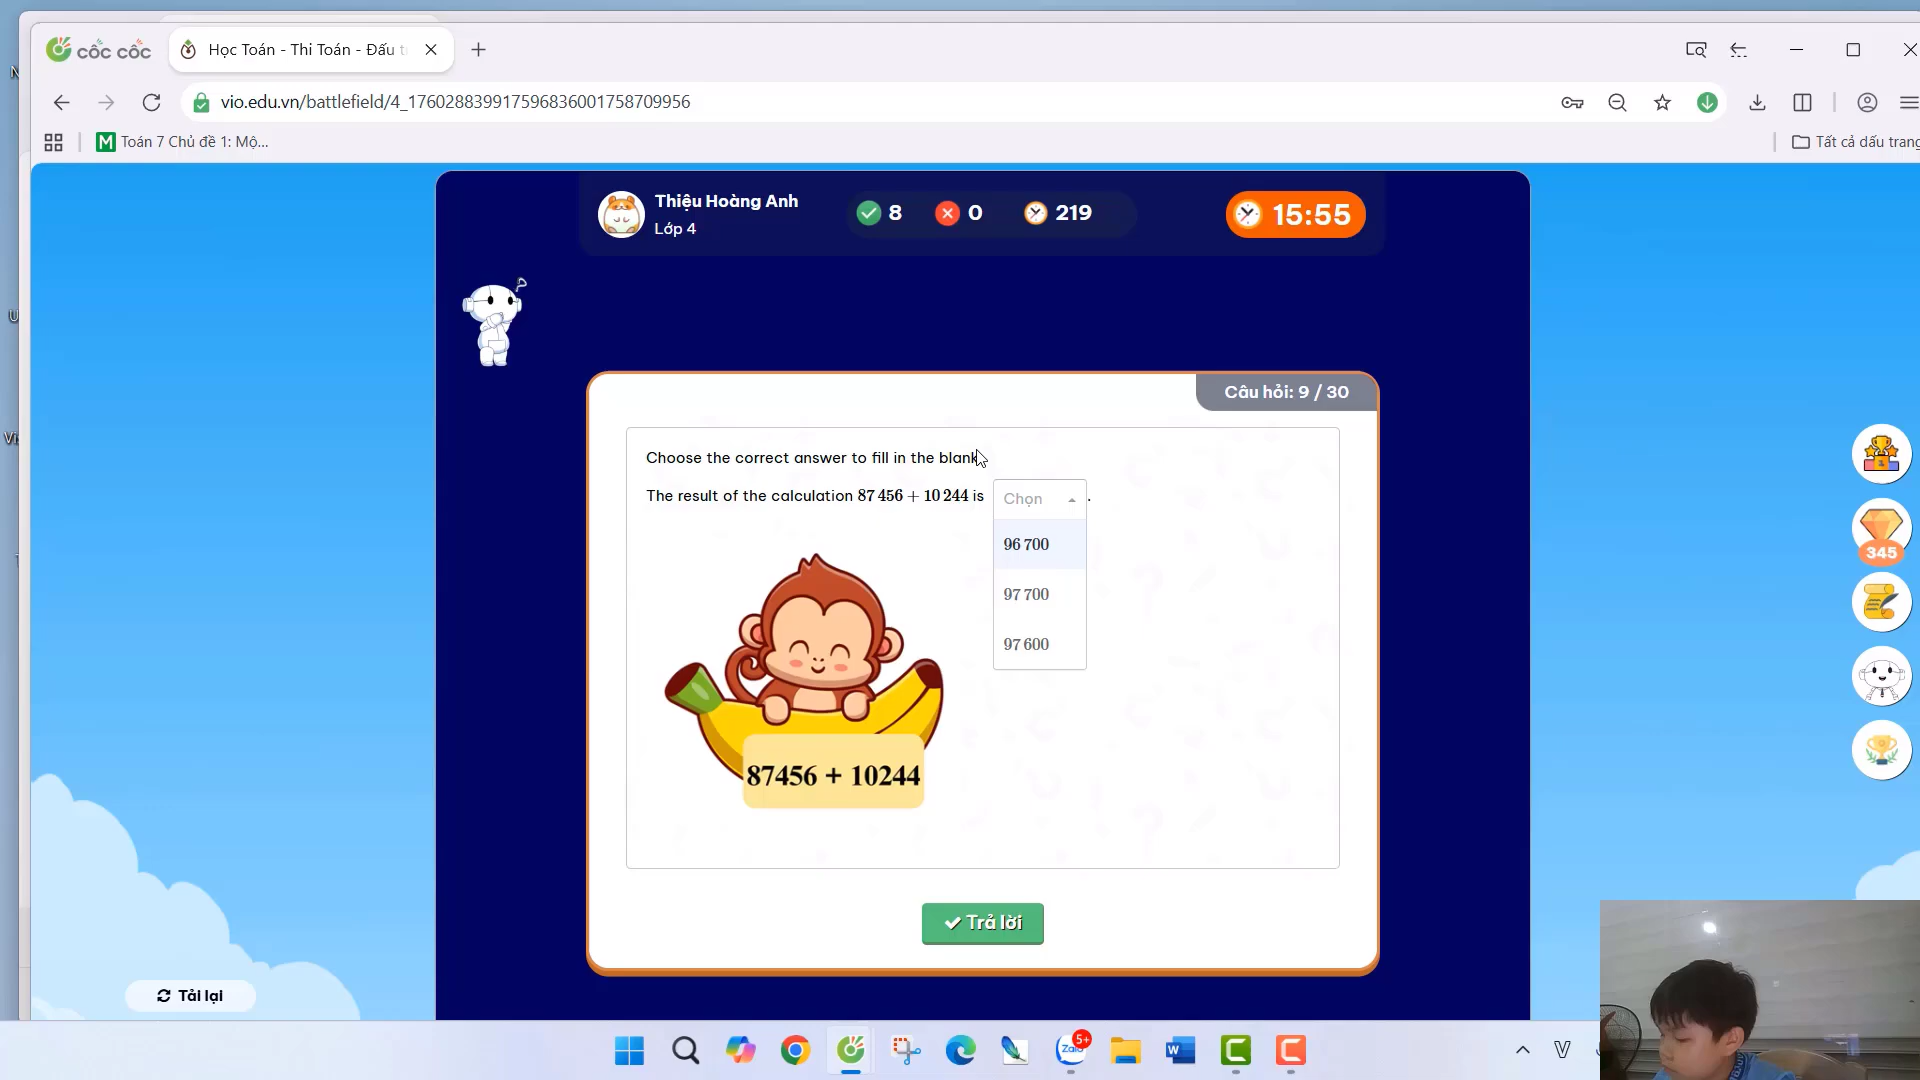 cốc cốc
Học Toán - Thi Toán - Đấu t
vio.edu.vn/battlefield/4_1760288399175968360017587​09956
Toán 7 Chủ đề 1: Mộ...
Tất cả dấu trang
Thiệu Hoàng Anh
Lớp 4
8
0
219
15:55
Câu hỏi: 9 / 30
Choose the correct answer to fill in the blank
The result of the calculation 87 456 + 10 244 is Chọn .
96 700
97 700
97 600
87456 + 10244
Trả lời
345
Tải lại
Zalo
5+